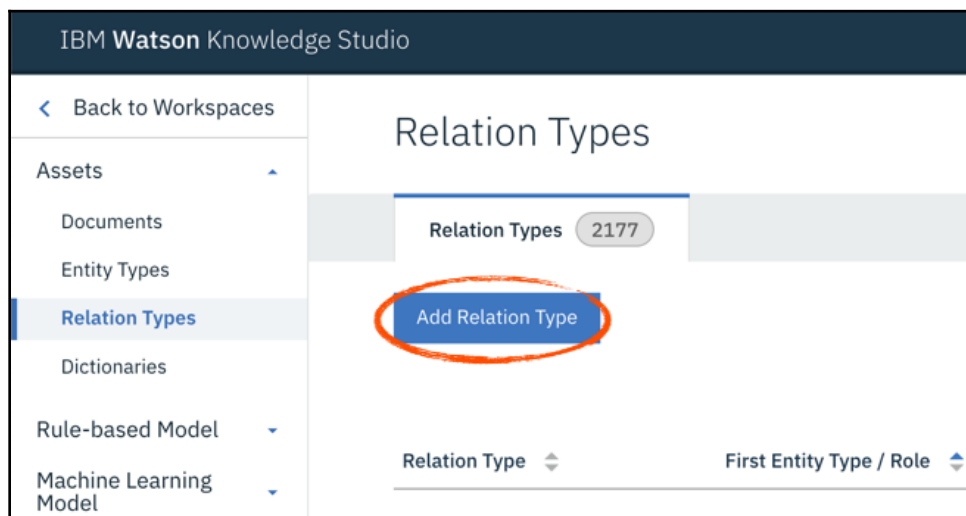 IBM Watson Knowledge Studio
Back to Workspaces
Assets
Documents
Entity Types
Relation Types
Dictionaries
Rule-based Model
Machine Learning
Model
Relation Types
Relation Types 2177
Add Relation Type
Relation Type
First Entity Type / Role